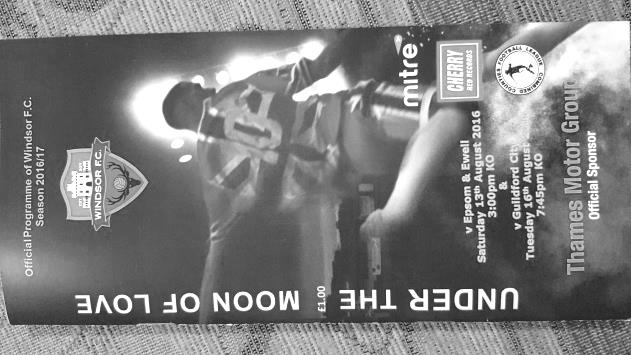 Official Programme of Windsor F.C.
Season 2016/17
WINDSOR F.C.
UNDER THE MOON OF LOVE
£1.00
mitre
CHERRY
RED RECORDS
COMBINED COUNTIES FOOTBALL LEAGUE
v Epsom & Ewell
Saturday 13th August 2016
3:00pm KO
&
v Guildford City
Tuesday 16th August
7:45pm KO
Thames Motor Group
Official Sponsor